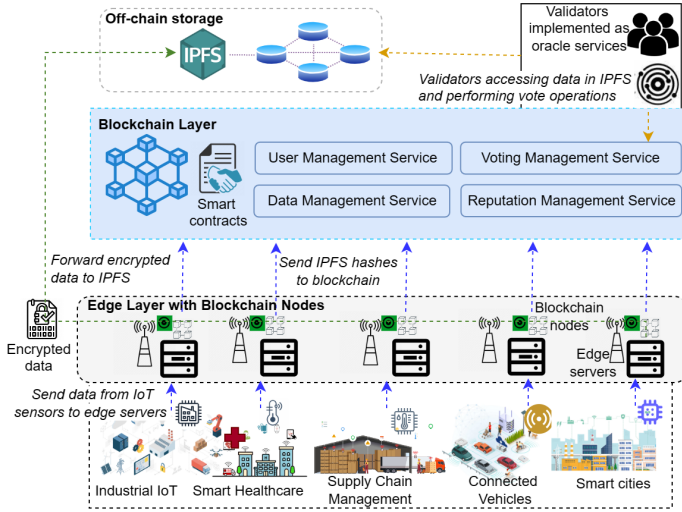 Off-chain storage
IPFS
Validators
implemented as
oracle services
Validators accessing data in IPFS
and performing vote operations
Blockchain Layer
Smart
contracts
User Management Service
Voting Management Service
Data Management Service
Reputation Management Service
Forward encrypted
data to IPFS
Send IPFS hashes
to blockchain
Edge Layer with Blockchain Nodes
Blockchain
nodes
Encrypted
data
Edge
servers
Send data from IoT
sensors to edge servers
Industrial IoT
Smart Healthcare
Supply Chain
Management
Connected
Vehicles
Smart cities